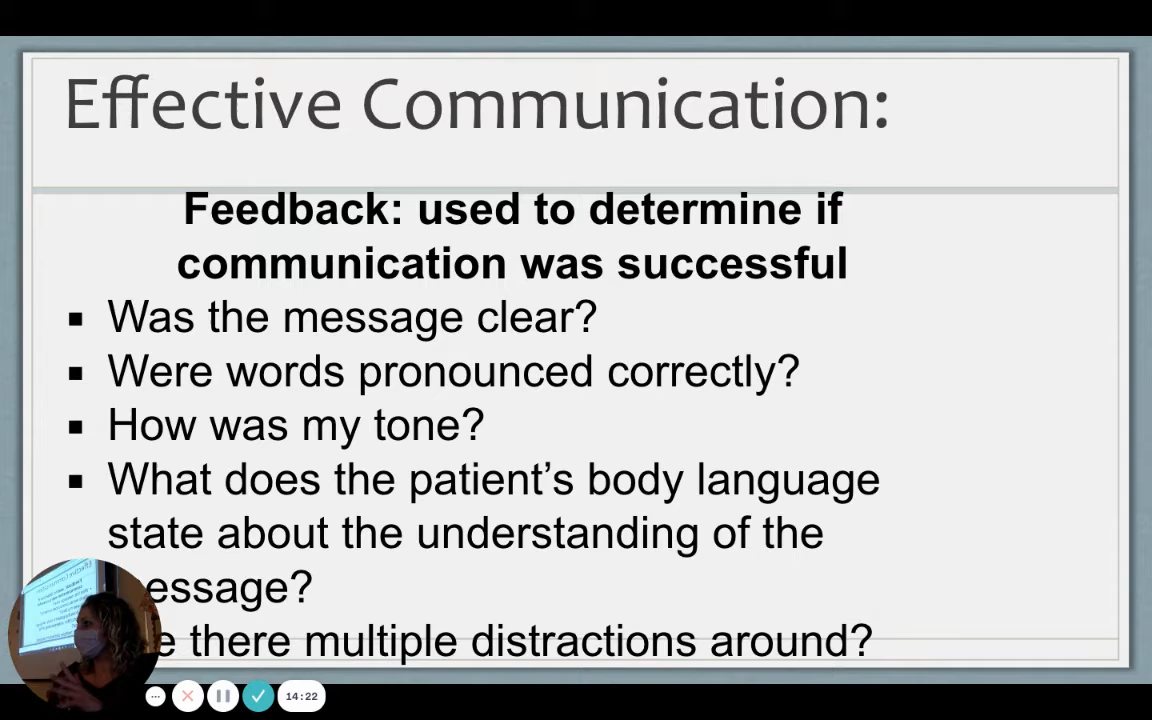 Effective Communication:
Feedback: used to determine if
communication was successful
▪ Was the message clear?
▪ Were words pronounced correctly?
▪ How was my tone?
▪ What does the patient’s body language
state about the understanding of the
essage?
e there multiple distractions around?
14:22